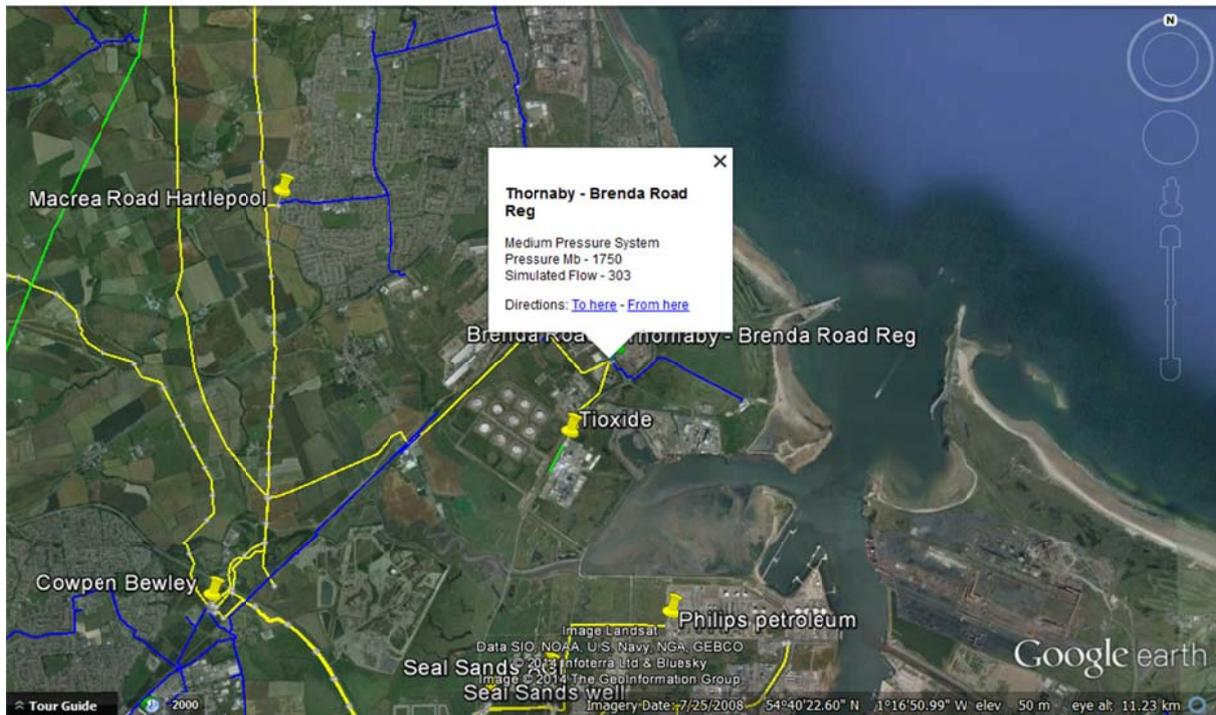 N
Thornaby - Brenda Road
Reg
Medium Pressure System
Pressure Mb - 1750
Simulated Flow - 303
Directions: To here - From here
Macrea Road Hartlepool
Brenda Road Thornaby - Brenda Road Reg
Tioxide
Cowpen Bewley
Philips petroleum
Image Landsat
Data SIO, NOAA, U.S. Navy, NGA, GEBCO
© 2014 Infoterra Ltd & Bluesky
Seal Sands AGI
Image © 2014 The GeoInformation Group
Seal Sands well
Google earth
Tour Guide
2000
Imagery Date: 7/25/2008 54°40'22.60" N 1°16'50.99" W elev 50 m eye alt 11.23 km